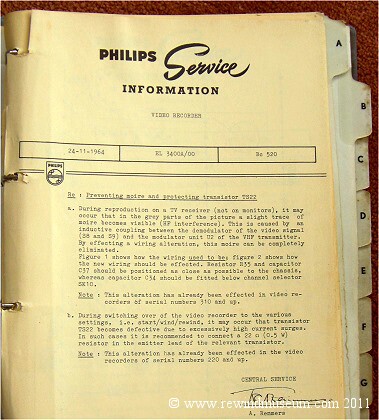 PHILIPS Service
INFORMATION
VIDEO RECORDER
24-11-1964 EL 3400A/00 Re 520
PHILIPS
Re : Preventing moire and protecting transistor TS22
a. During reproduction on a TV receiver (not on monitors), it may
occur that in the grey parts of the picture a slight trace of
moire becomes visible (RF interference). This is caused by an
inductive coupling between the demodulator of the video signal
(S8 and S9) and the modulator unit U2 of the VHF transmitter.
By effecting a wiring alteration, this moire can be completely
eliminated.
Figure 1 shows how the wiring used to be; figure 2 shows how
the new wiring should be effected. Resistor R35 and capacitor
C37 should be positioned as close as possible to the chassis,
whereas capacitor C34 should be fitted below channel selector
SK10.
Note : This alteration has already been effected in video re-
corders of serial numbers 310 and up.
b. During switching over of the video recorder to the various
settings, i.e. start/wind/rewind, it may occur that transistor
TS22 becomes defective due to excessively high current surges.
In such cases it is recommended to connect a 22 Ω (0.5 W)
resistor in the emitter lead of the relevant transistor.
Note : This alteration has already been effected in the video
recorders of serial numbers 220 and up.
CENTRAL SERVICE
A. Remmers
© www.rewindmuseum.com 2011
A
B
C
D
E
F
G